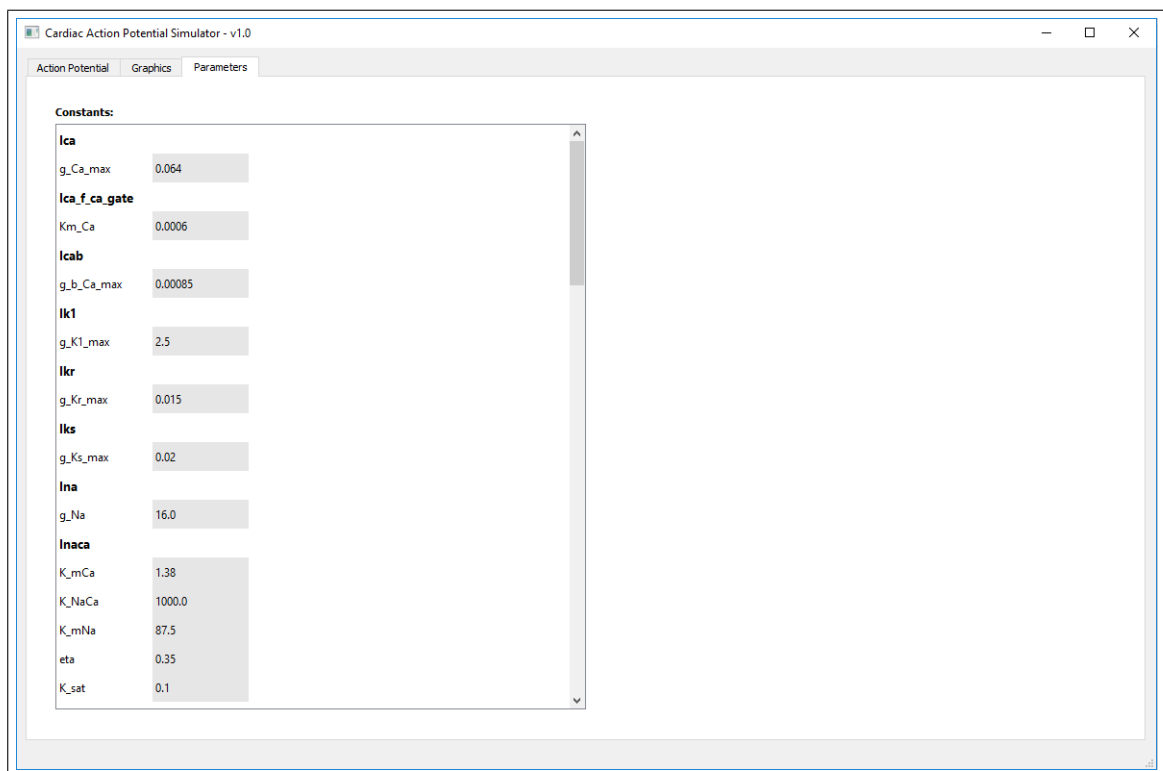 Cardiac Action Potential Simulator - v1.0
Action Potential Graphics Parameters
Constants:
Ica
g_Ca_max 0.064
Ica_f_ca_gate
Km_Ca 0.0006
Icab
g_b_Ca_max 0.00085
Ik1
g_K1_max 2.5
Ikr
g_Kr_max 0.015
Iks
g_Ks_max 0.02
Ina
g_Na 16.0
Inaca
K_mCa 1.38
K_NaCa 1000.0
K_mNa 87.5
eta 0.35
K_sat 0.1